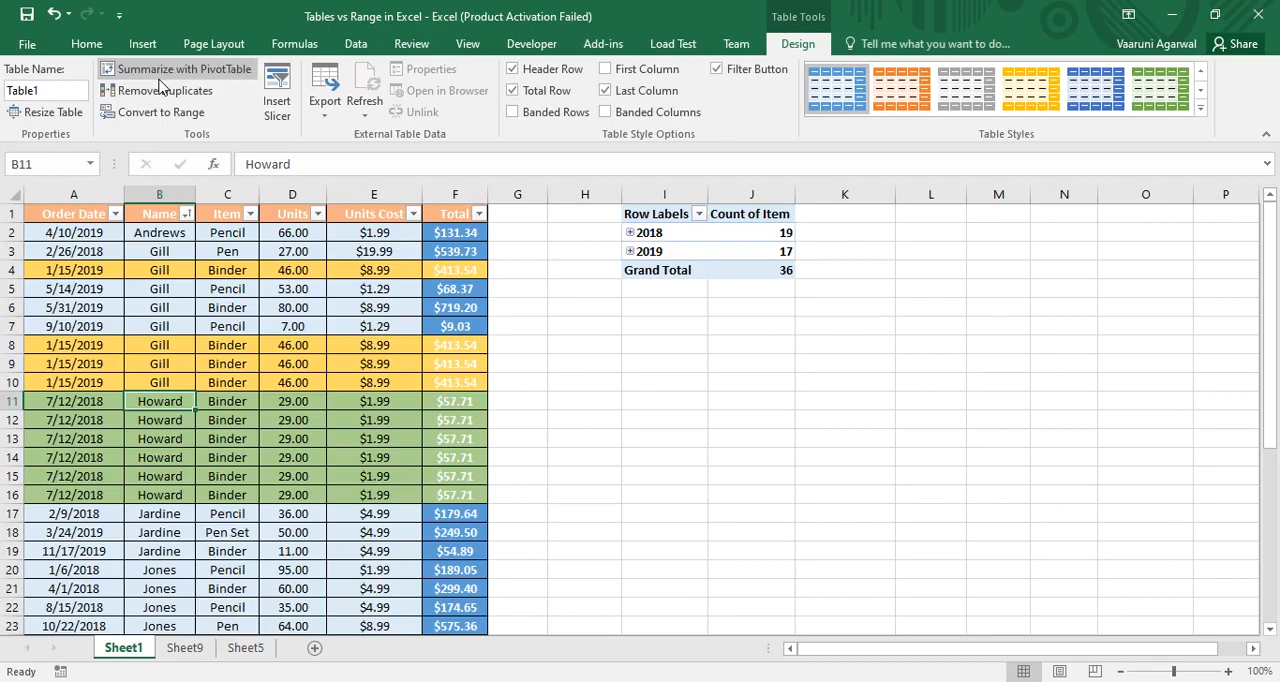 Tables vs Range in Excel - Excel (Product Activation Failed)
Table Tools
File Home Insert Page Layout Formulas Data Review View Developer Add-ins Load Test Team Design Tell me what you want to do... Vaaruni Agarwal Share
Table Name:
Table1
Resize Table
Properties
Summarize with PivotTable
Remove Duplicates
Convert to Range
Tools
Insert
Slicer
Export Refresh
Properties
Open in Browser
Unlink
External Table Data
Header Row First Column Filter Button
Total Row Last Column
Banded Rows Banded Columns
Table Style Options
Table Styles
B11 fx Howard
A B C D E F G H I J K L M N O P
1 Order Date Name Item Units Units Cost Total Row Labels Count of Item
2 4/10/2019 Andrews Pencil 66.00 $1.99 $131.34 2018 19
3 2/26/2018 Gill Pen 27.00 $19.99 $539.73 2019 17
4 1/15/2019 Gill Binder 46.00 $8.99 $413.54 Grand Total 36
5 5/14/2019 Gill Pencil 53.00 $1.29 $68.37
6 5/31/2019 Gill Binder 80.00 $8.99 $719.20
7 9/10/2019 Gill Pencil 7.00 $1.29 $9.03
8 1/15/2019 Gill Binder 46.00 $8.99 $413.54
9 1/15/2019 Gill Binder 46.00 $8.99 $413.54
10 1/15/2019 Gill Binder 46.00 $8.99 $413.54
11 7/12/2018 Howard Binder 29.00 $1.99 $57.71
12 7/12/2018 Howard Binder 29.00 $1.99 $57.71
13 7/12/2018 Howard Binder 29.00 $1.99 $57.71
14 7/12/2018 Howard Binder 29.00 $1.99 $57.71
15 7/12/2018 Howard Binder 29.00 $1.99 $57.71
16 7/12/2018 Howard Binder 29.00 $1.99 $57.71
17 2/9/2018 Jardine Pencil 36.00 $4.99 $179.64
18 3/24/2019 Jardine Pen Set 50.00 $4.99 $249.50
19 11/17/2019 Jardine Binder 11.00 $4.99 $54.89
20 1/6/2018 Jones Pencil 95.00 $1.99 $189.05
21 4/1/2018 Jones Binder 60.00 $4.99 $299.40
22 8/15/2018 Jones Pencil 35.00 $4.99 $174.65
23 10/22/2018 Jones Pen 64.00 $8.99 $575.36
Sheet1 Sheet9 Sheet5
Ready 100%